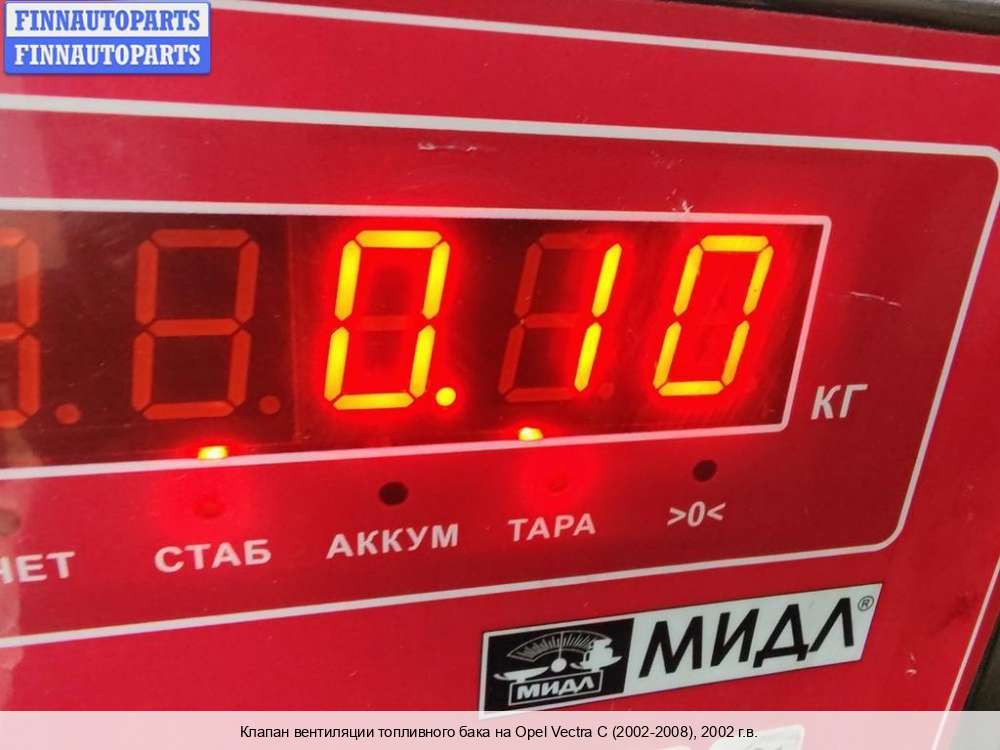 FINNAUTOPARTS
FINNAUTOPARTS
0.10
КГ
СТАБ АККУМ ТАРА >0<
МИДЛ®
МИДЛ
Клапан вентиляции топливного бака на Opel Vectra C (2002-2008), 2002 г.в.